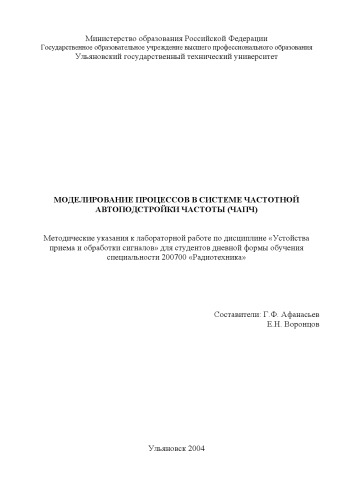 Министерство образования Российской Федерации
Государственное образовательное учреждение высшего профессионального образования
Ульяновский государственный технический университет
МОДЕЛИРОВАНИЕ ПРОЦЕССОВ В СИСТЕМЕ ЧАСТОТНОЙ
АВТОПОДСТРОЙКИ ЧАСТОТЫ (ЧАПЧ)
Методические указания к лабораторной работе по дисциплине «Устойства
приема и обработки сигналов» для студентов дневной формы обучения
специальности 200700 «Радиотехника»
Составители: Г.Ф. Афанасьев
Е.Н. Воронцов
Ульяновск 2004